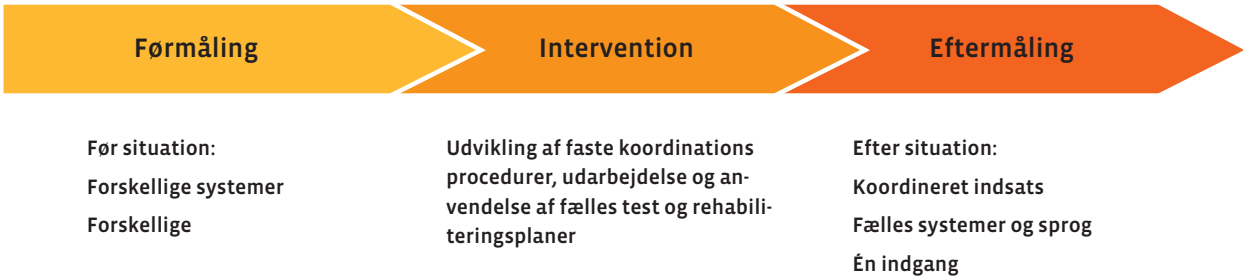 Førmåling
Intervention
Eftermåling
Før situation:
Forskellige systemer
Forskellige
Udvikling af faste koordinations
procedurer, udarbejdelse og an-
vendelse af fælles test og rehabili-
teringsplaner
Efter situation:
Koordineret indsats
Fælles systemer og sprog
Én indgang